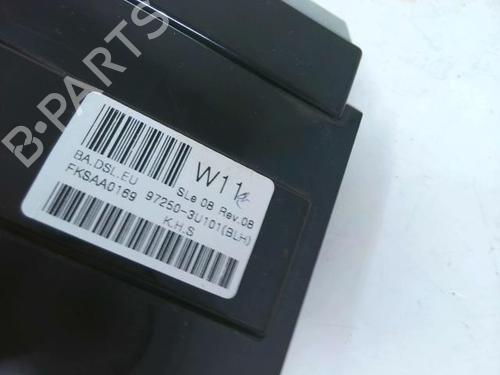 B-PARTS
W11
BA.DSL.EU SLe 08 Rev.08
FKSAA0169 97250-3U101(BLH)
K.H.S